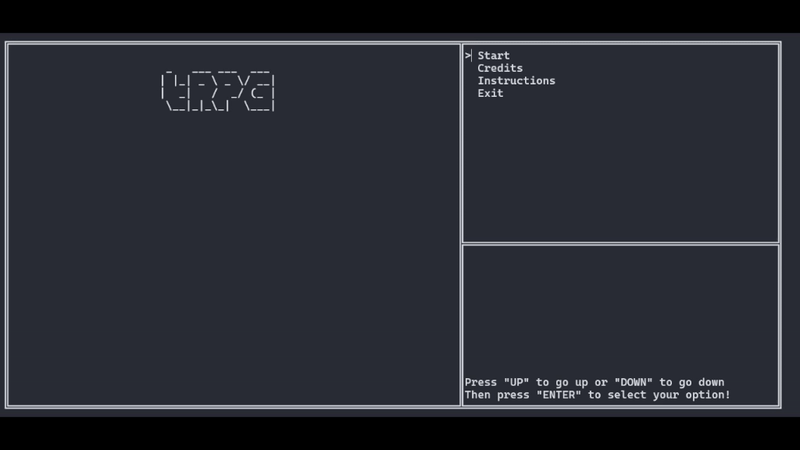 tRPG
> Start
Credits
Instructions
Exit
Press "UP" to go up or "DOWN" to go down
Then press "ENTER" to select your option!